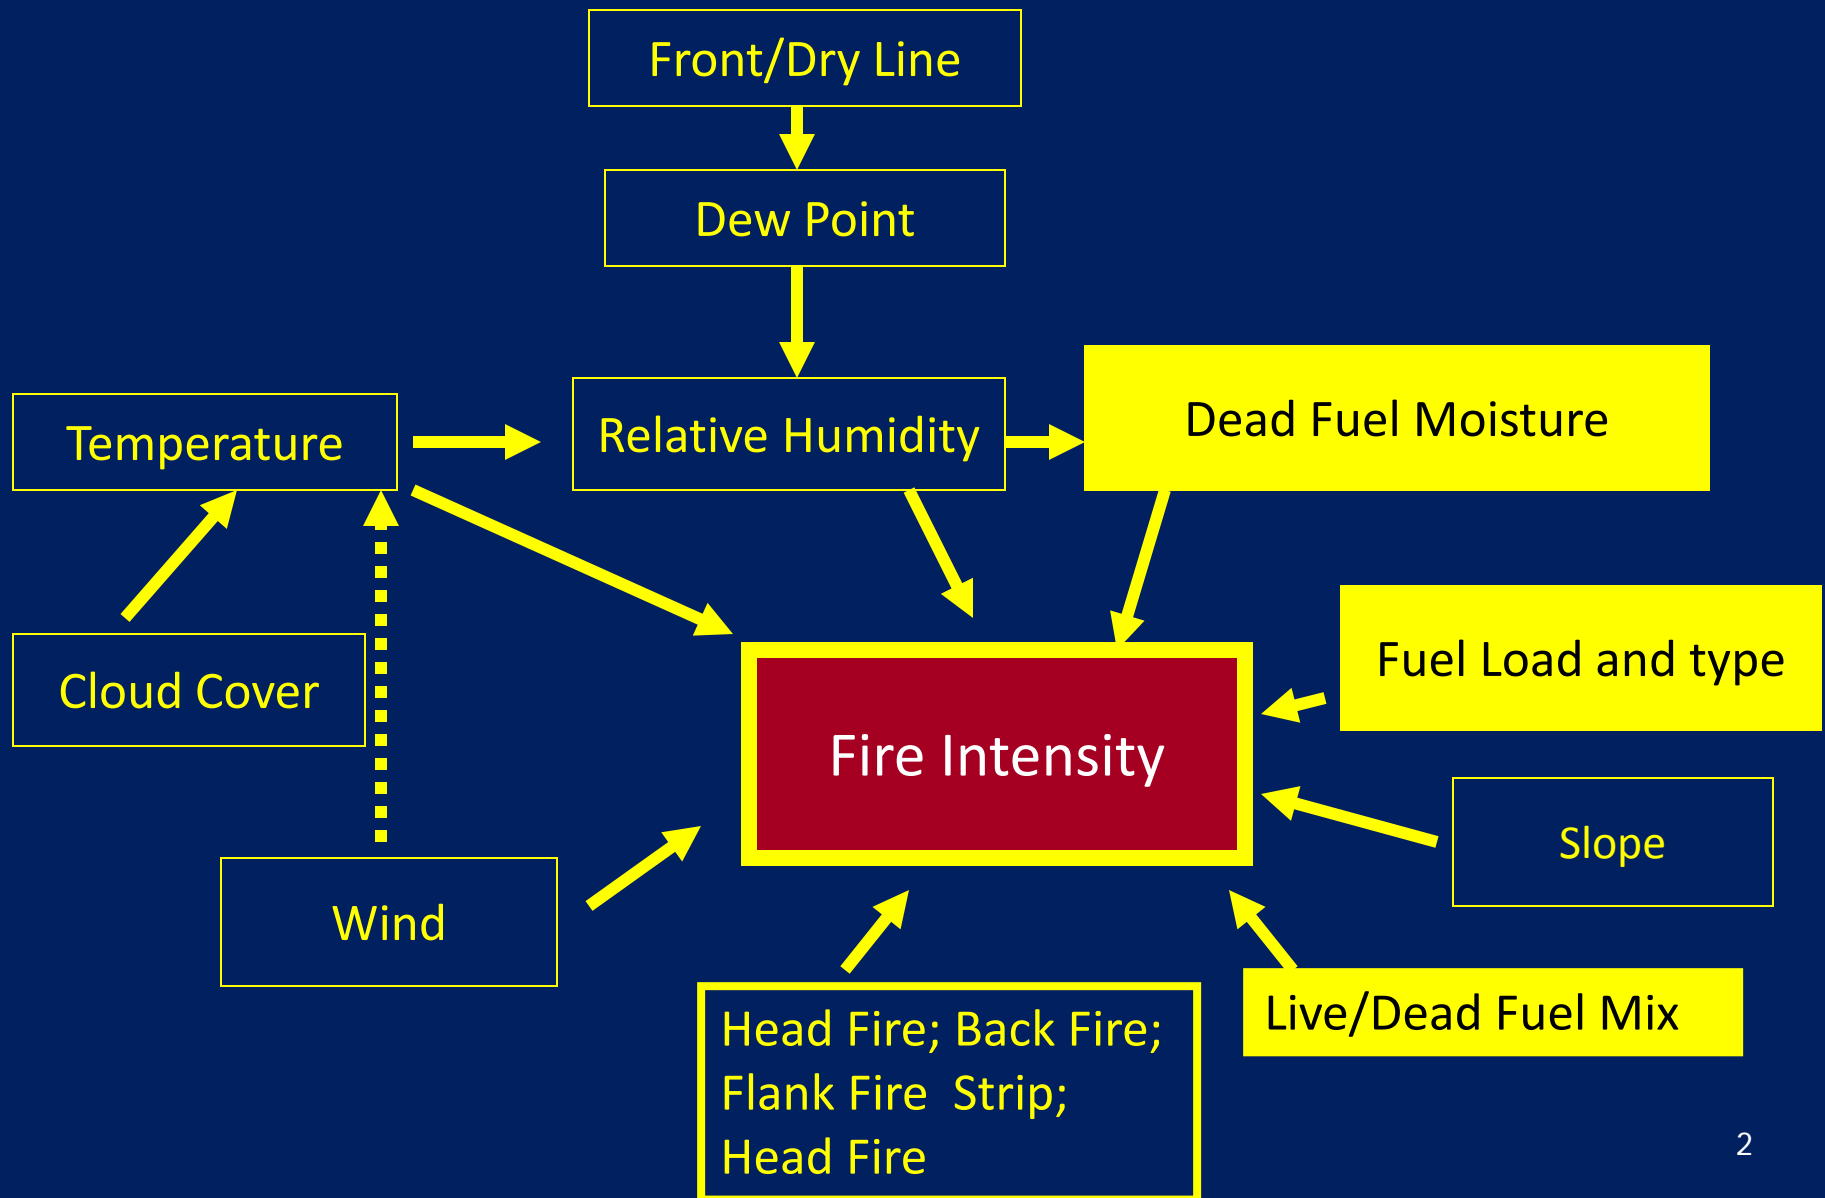 Front/Dry Line
Dew Point
Temperature
Relative Humidity
Dead Fuel Moisture
Cloud Cover
Fuel Load and type
Fire Intensity
Slope
Wind
Head Fire; Back Fire;
Flank Fire  Strip;
Head Fire
Live/Dead Fuel Mix
2